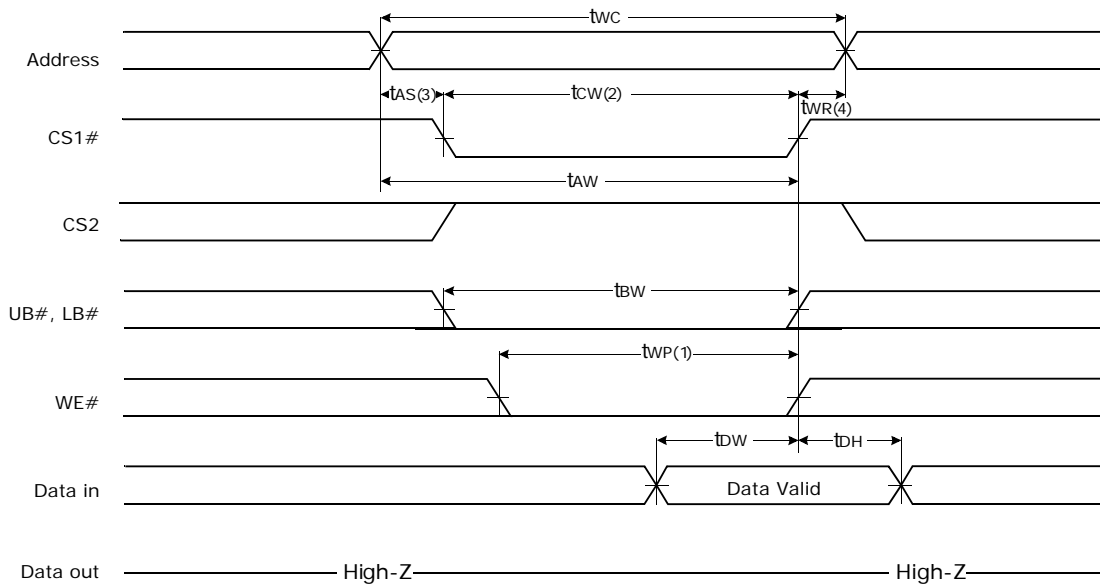 tWC
Address
tAS(3)
tCW(2)
tWR(4)
CS1#
tAW
CS2
tBW
UB#, LB#
tWP(1)
WE#
tDW
tDH
Data in
Data Valid
Data out
High-Z
High-Z